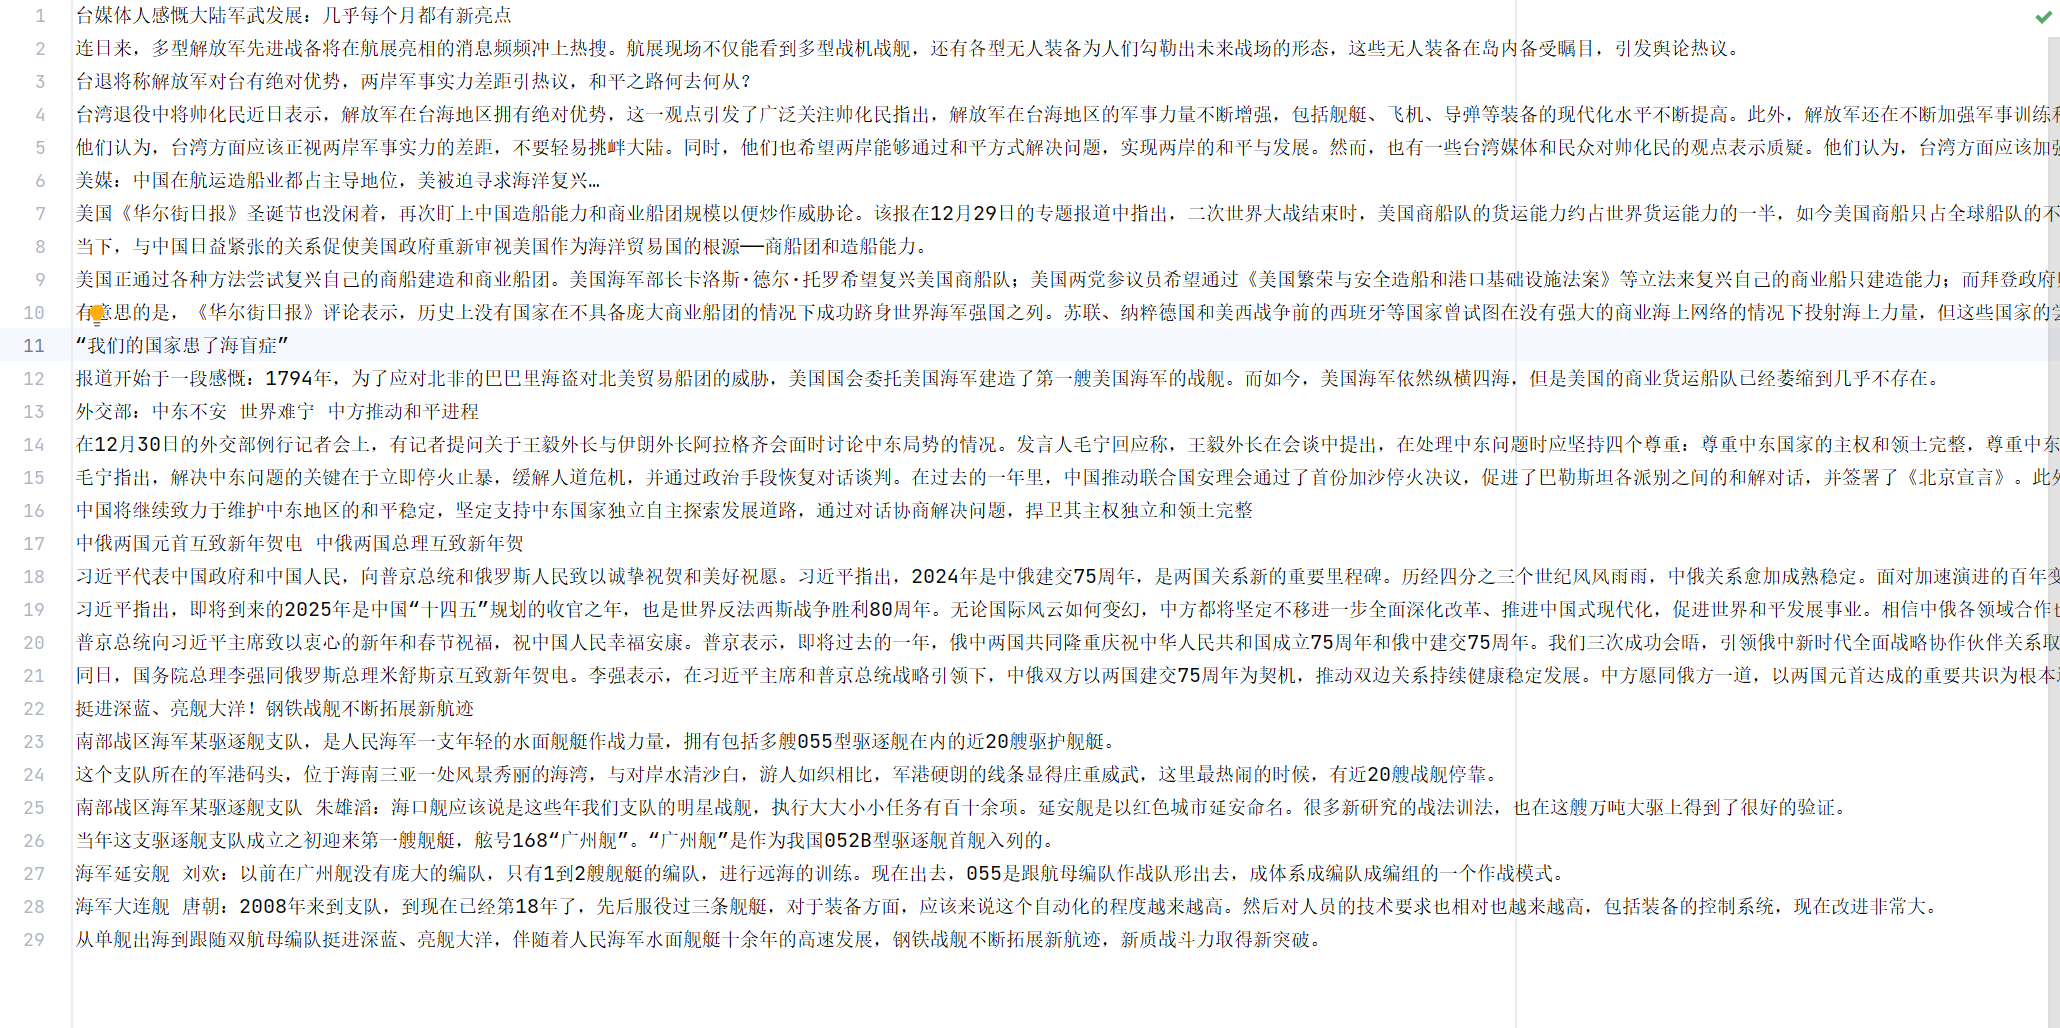 1 台媒体人感慨大陆军武发展：几乎每个月都有新亮点
2 连日来，多型解放军先进战备将在航展亮相的消息频频冲上热搜。航展现场不仅能看到多型战机战舰，还有各型无人装备为人们勾勒出未来战场的形态，这些无人装备在岛内备受瞩目，引发舆论热议。
3 台退将称解放军对台有绝对优势，两岸军事实力差距引热议，和平之路何去何从？
4 台湾退役中将帅化民近日表示，解放军在台海地区拥有绝对优势，这一观点引发了广泛关注帅化民指出，解放军在台海地区的军事力量不断增强，包括舰艇、飞机、导弹等装备的现代化水平不断提高。此外，解放军还在不断加强军事训练和
5 他们认为，台湾方面应该正视两岸军事实力的差距，不要轻易挑衅大陆。同时，他们也希望两岸能够通过和平方式解决问题，实现两岸的和平与发展。然而，也有一些台湾媒体和民众对帅化民的观点表示质疑。他们认为，台湾方面应该加强
6 美媒：中国在航运造船业都占主导地位，美被迫寻求海洋复兴…
7 美国《华尔街日报》圣诞节也没闲着，再次盯上中国造船能力和商业船团规模以便炒作威胁论。该报在12月29日的专题报道中指出，二次世界大战结束时，美国商船队的货运能力约占世界货运能力的一半，如今美国商船只占全球船队的不
8 当下，与中国日益紧张的关系促使美国政府重新审视美国作为海洋贸易国的根源——商船团和造船能力。
9 美国正通过各种方法尝试复兴自己的商船建造和商业船团。美国海军部长卡洛斯·德尔·托罗希望复兴美国商船队；美国两党参议员希望通过《美国繁荣与安全造船和港口基础设施法案》等立法来复兴自己的商业船只建造能力；而拜登政府则
10 有意思的是，《华尔街日报》评论表示，历史上没有国家在不具备庞大商业船团的情况下成功跻身世界海军强国之列。苏联、纳粹德国和美西战争前的西班牙等国家曾试图在没有强大的商业海上网络的情况下投射海上力量，但这些国家的尝
11 “我们的国家患了海盲症”
12 报道开始于一段感慨：1794年，为了应对北非的巴巴里海盗对北美贸易船团的威胁，美国国会委托美国海军建造了第一艘美国海军的战舰。而如今，美国海军依然纵横四海，但是美国的商业货运船队已经萎缩到几乎不存在。
13 外交部：中东不安 世界难宁 中方推动和平进程
14 在12月30日的外交部例行记者会上，有记者提问关于王毅外长与伊朗外长阿拉格齐会面时讨论中东局势的情况。发言人毛宁回应称，王毅外长在会谈中提出，在处理中东问题时应坚持四个尊重：尊重中东国家的主权和领土完整，尊重中东
15 毛宁指出，解决中东问题的关键在于立即停火止暴，缓解人道危机，并通过政治手段恢复对话谈判。在过去的一年里，中国推动联合国安理会通过了首份加沙停火决议，促进了巴勒斯坦各派别之间的和解对话，并签署了《北京宣言》。此外
16 中国将继续致力于维护中东地区的和平稳定，坚定支持中东国家独立自主探索发展道路，通过对话协商解决问题，捍卫其主权独立和领土完整
17 中俄两国元首互致新年贺电 中俄两国总理互致新年贺
18 习近平代表中国政府和中国人民，向普京总统和俄罗斯人民致以诚挚祝贺和美好祝愿。习近平指出，2024年是中俄建交75周年，是两国关系新的重要里程碑。历经四分之三个世纪风风雨雨，中俄关系愈加成熟稳定。面对加速演进的百年变
19 习近平指出，即将到来的2025年是中国“十四五”规划的收官之年，也是世界反法西斯战争胜利80周年。无论国际风云如何变幻，中方都将坚定不移进一步全面深化改革、推进中国式现代化，促进世界和平发展事业。相信中俄各领域合作也
20 普京总统向习近平主席致以衷心的新年和春节祝福，祝中国人民幸福安康。普京表示，即将过去的一年，俄中两国共同隆重庆祝中华人民共和国成立75周年和俄中建交75周年。我们三次成功会晤，引领俄中新时代全面战略协作伙伴关系取
21 同日，国务院总理李强同俄罗斯总理米舒斯京互致新年贺电。李强表示，在习近平主席和普京总统战略引领下，中俄双方以两国建交75周年为契机，推动双边关系持续健康稳定发展。中方愿同俄方一道，以两国元首达成的重要共识为根本遵
22 挺进深蓝、亮舰大洋！钢铁战舰不断拓展新航迹
23 南部战区海军某驱逐舰支队，是人民海军一支年轻的水面舰艇作战力量，拥有包括多艘055型驱逐舰在内的近20艘驱护舰艇。
24 这个支队所在的军港码头，位于海南三亚一处风景秀丽的海湾，与对岸水清沙白，游人如织相比，军港硬朗的线条显得庄重威武，这里最热闹的时候，有近20艘战舰停靠。
25 南部战区海军某驱逐舰支队 朱雄滔：海口舰应该说是这些年我们支队的明星战舰，执行大大小小任务有百十余项。延安舰是以红色城市延安命名。很多新研究的战法训法，也在这艘万吨大驱上得到了很好的验证。
26 当年这支驱逐舰支队成立之初迎来第一艘舰艇，舷号168“广州舰”。“广州舰”是作为我国052B型驱逐舰首舰入列的。
27 海军延安舰 刘欢：以前在广州舰没有庞大的编队，只有1到2艘舰艇的编队，进行远海的训练。现在出去，055是跟航母编队作战队形出去，成体系成编队成编组的一个作战模式。
28 海军大连舰 唐朝：2008年来到支队，到现在已经第18年了，先后服役过三条舰艇，对于装备方面，应该来说这个自动化的程度越来越高。然后对人员的技术要求也相对也越来越高，包括装备的控制系统，现在改进非常大。
29 从单舰出海到跟随双航母编队挺进深蓝、亮舰大洋，伴随着人民海军水面舰艇十余年的高速发展，钢铁战舰不断拓展新航迹，新质战斗力取得新突破。